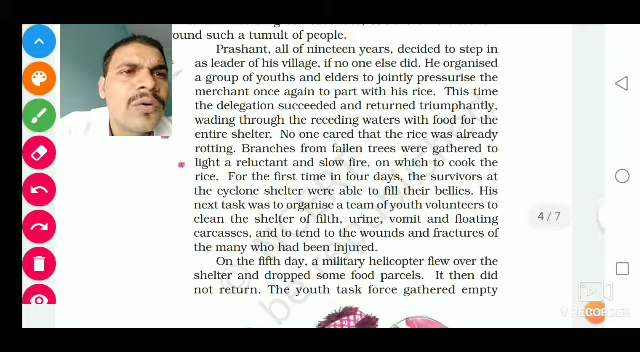 ound such a tumult of people.
Prashant, all of nineteen years, decided to step in
as leader of his village, if no one else did. He organised
a group of youths and elders to jointly pressurise the
merchant once again to part with his rice. This time
the delegation succeeded and returned triumphantly,
wading through the receding waters with food for the
entire shelter. No one cared that the rice was already
rotting. Branches from fallen trees were gathered to
light a reluctant and slow fire, on which to cook the
rice. For the first time in four days, the survivors at
the cyclone shelter were able to fill their bellies. His
next task was to organise a team of youth volunteers to
clean the shelter of filth, urine, vomit and floating
carcasses, and to tend to the wounds and fractures of
the many who had been injured.
On the fifth day, a military helicopter flew over the
shelter and dropped some food parcels. It then did
not return. The youth task force gathered empty
4 / 7
V RECORDER